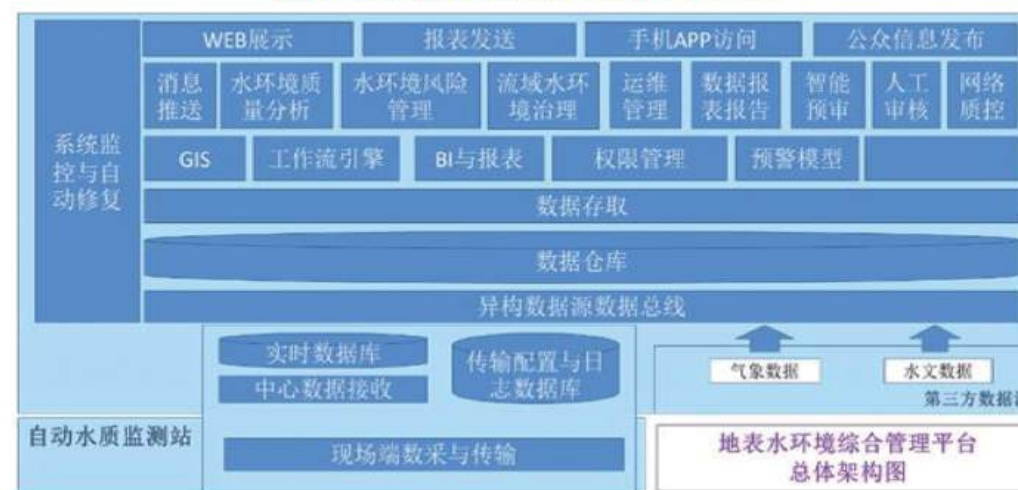 WEB展示 报表发送 手机APP访问 公众信息发布
消息推送 水环境质量分析 水环境风险管理 流域水环境治理 运维管理 数据报表报告 智能预审 人工审核 网络质控
系统监控与自动修复
GIS 工作流引擎 BI与报表 权限管理 预警模型
数据存取
数据仓库
异构数据源数据总线
实时数据库
中心数据接收
传输配置与日志数据库
气象数据 水文数据
第三方数据
自动水质监测站
现场端数采与传输
地表水环境综合管理平台
总体架构图